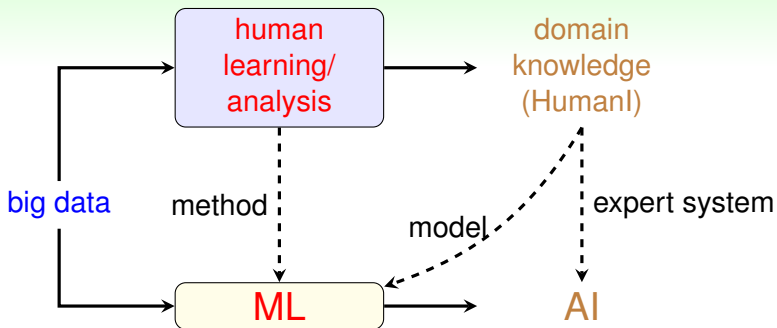 human
learning/
analysis
domain
knowledge
(HumanI)
big data
method
model
expert system
ML
AI